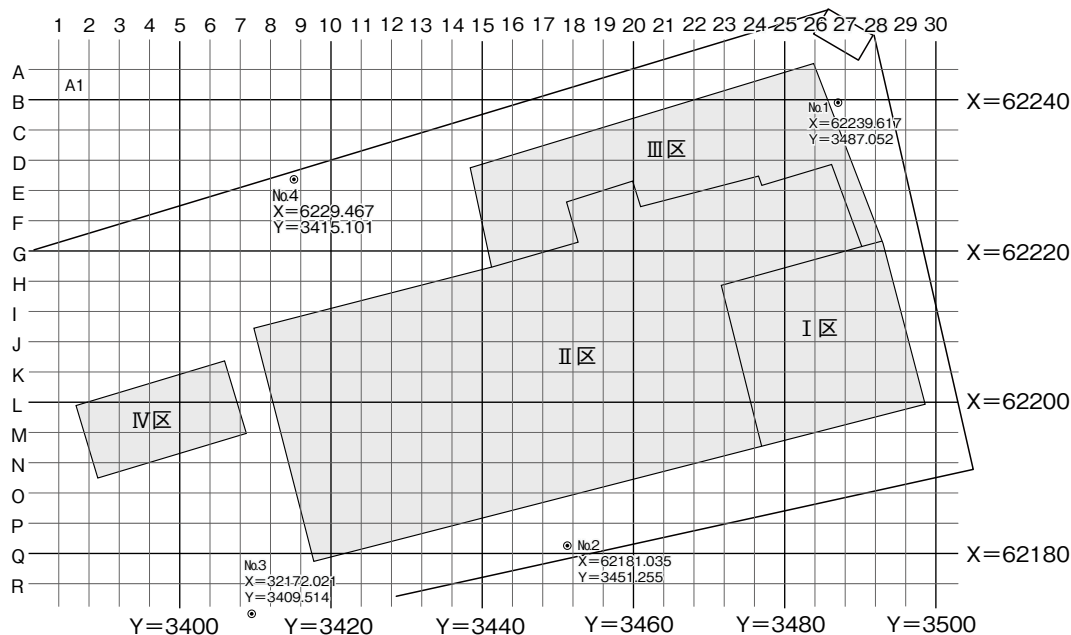 1 2 3 4 5 6 7 8 9 10 11 12 13 14 15 16 17 18 19 20 21 22 23 24 25 26 27 28 29 30
A
A1
B
X=62240
No.1
X=62239.617
Y=3487.052
C
D
Ⅲ区
E
No.4
X=6229.467
Y=3415.101
F
G
X=62220
H
I
Ⅰ区
J
Ⅱ区
K
L
X=62200
Ⅳ区
M
N
O
P
Q
X=62180
No.2
X=62181.035
Y=3451.255
No.3
X=32172.021
Y=3409.514
R
Y=3400 Y=3420 Y=3440 Y=3460 Y=3480 Y=3500